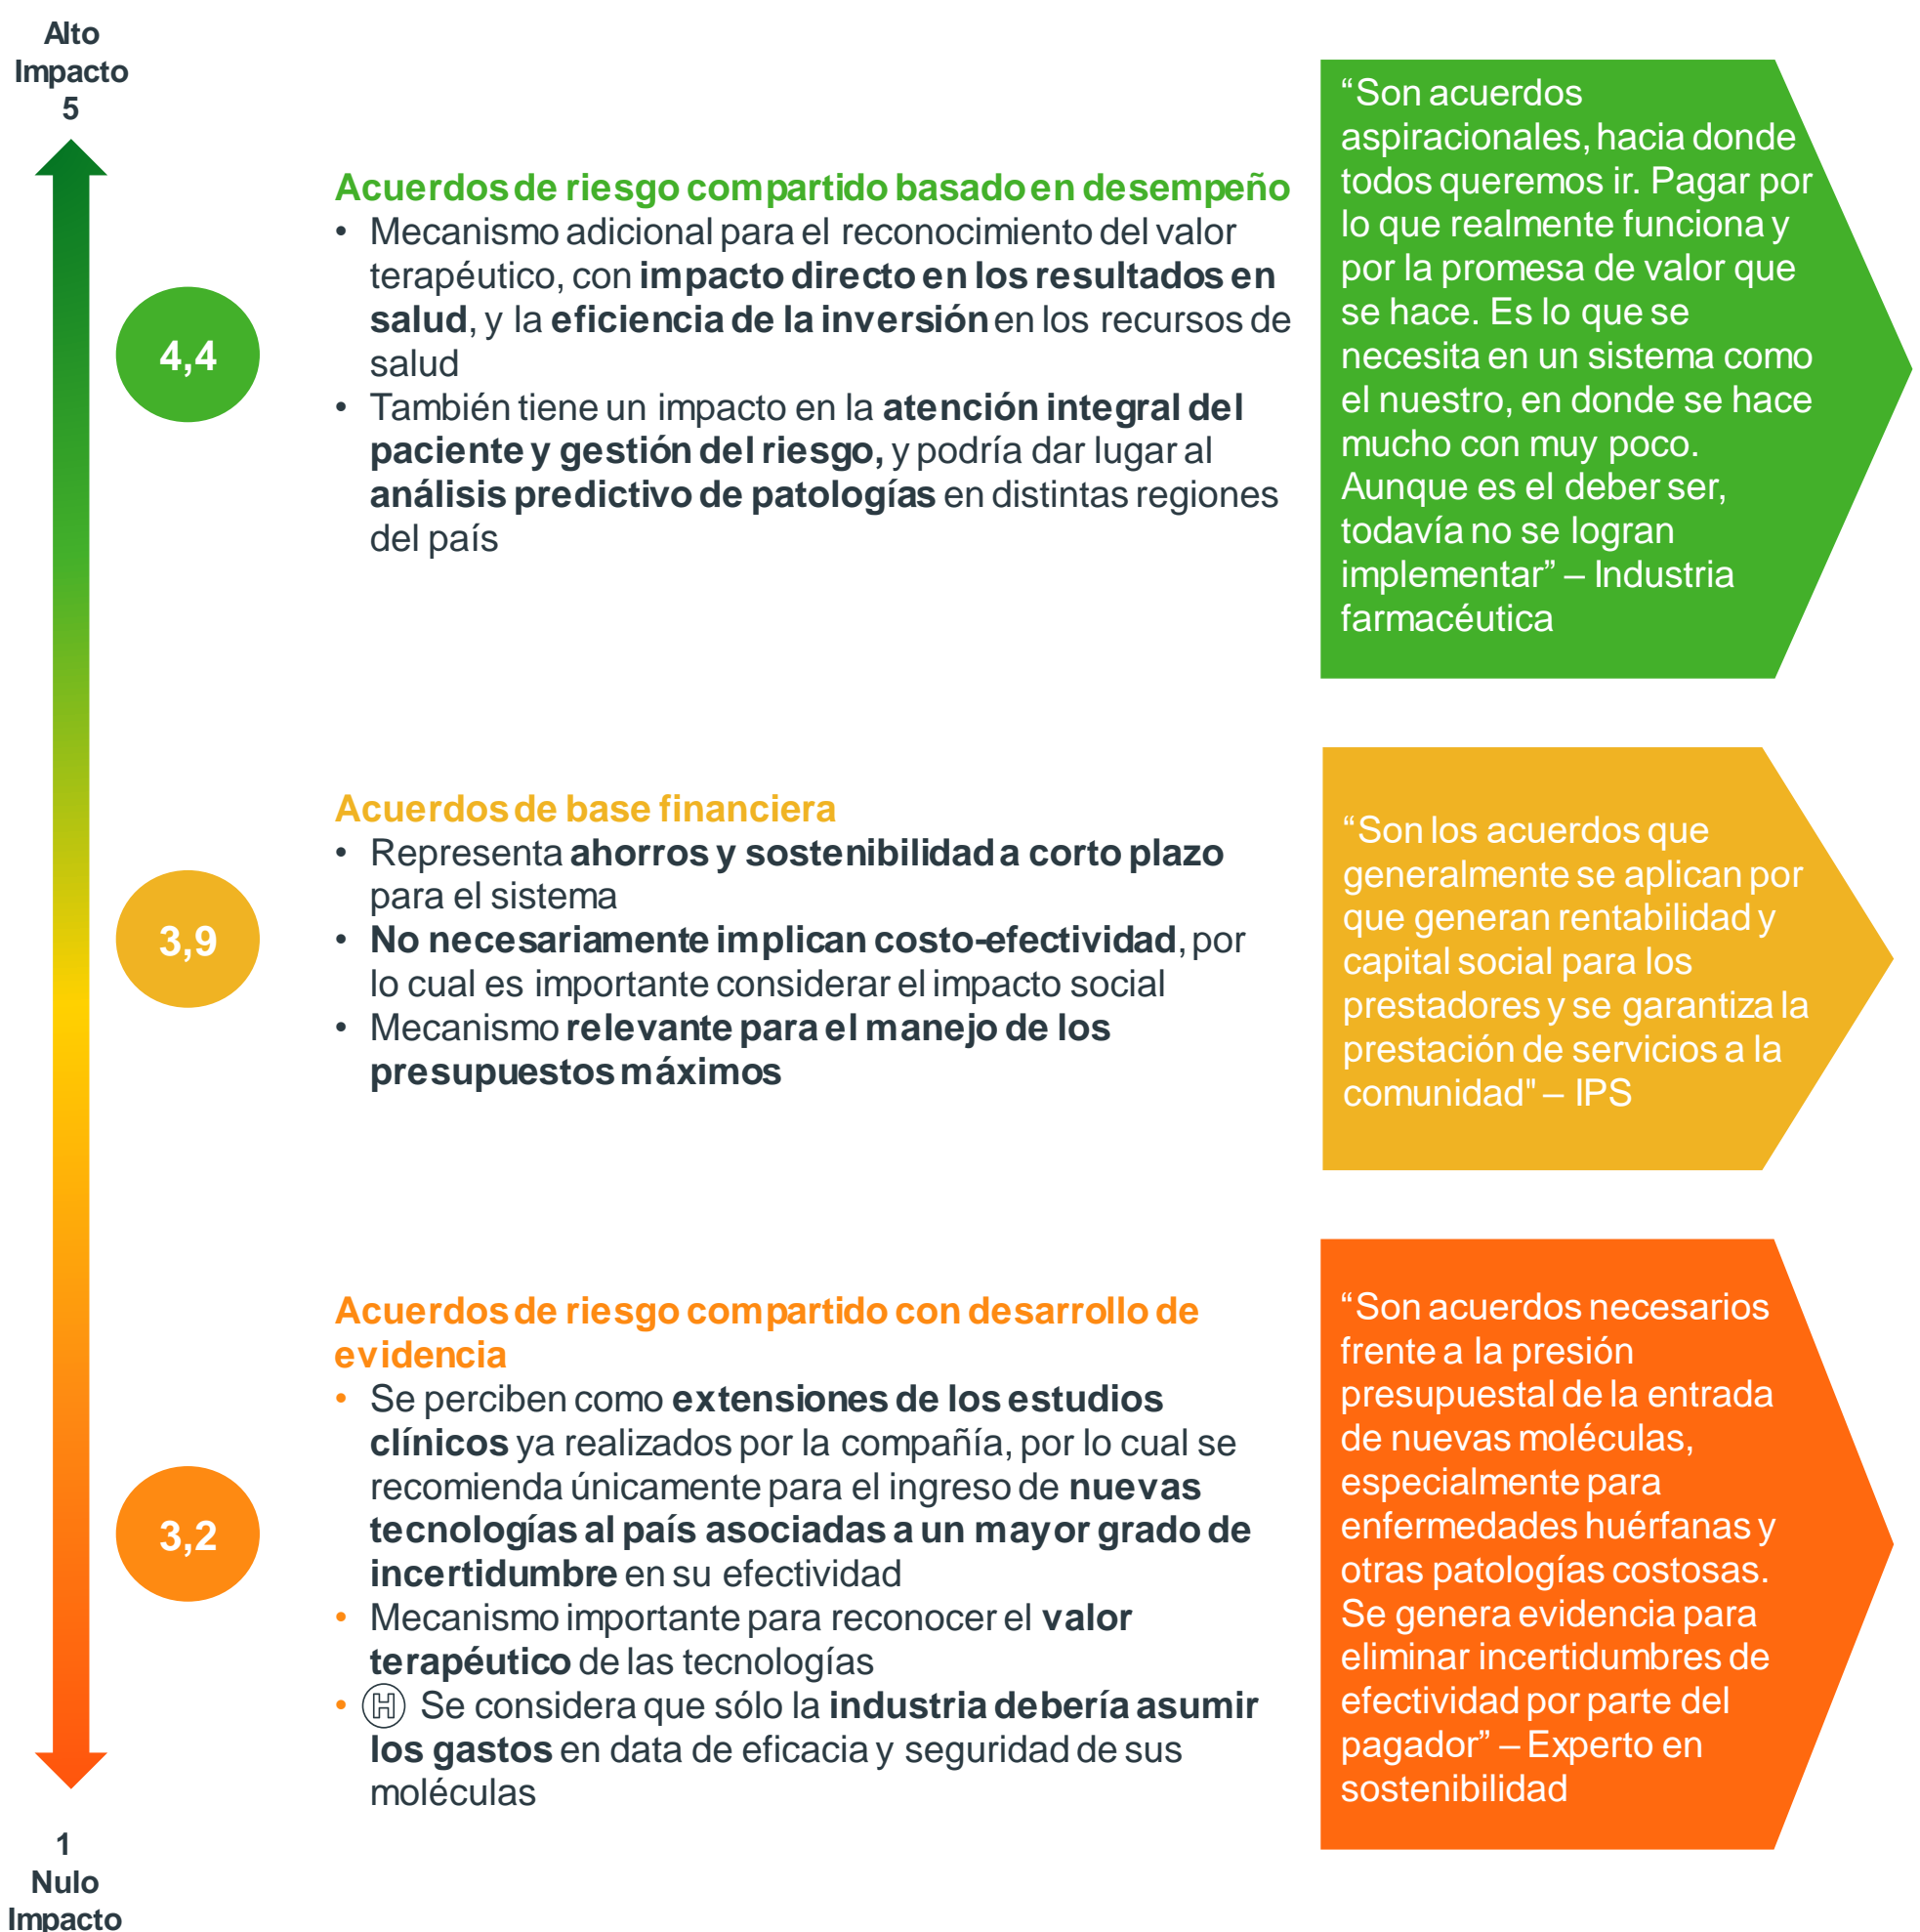 Alto
Impacto
5
Acuerdos de riesgo compartido basado en desempeño
• Mecanismo adicional para el reconocimiento del valor
terapéutico, con impacto directo en los resultados en
salud, y la eficiencia de la inversión en los recursos de
salud
• También tiene un impacto en la atención integral del
paciente y gestión del riesgo, y podría dar lugar al
análisis predictivo de patologías en distintas regiones
del país
4,4
“Son acuerdos
aspiracionales, hacia donde
todos queremos ir. Pagar por
lo que realmente funciona y
por la promesa de valor que
se hace. Es lo que se
necesita en un sistema como
el nuestro, en donde se hace
mucho con muy poco.
Aunque es el deber ser,
todavía no se logran
implementar” – Industria
farmacéutica
Acuerdos de base financiera
• Representa ahorros y sostenibilidad a corto plazo
para el sistema
• No necesariamente implican costo-efectividad, por
lo cual es importante considerar el impacto social
• Mecanismo relevante para el manejo de los
presupuestos máximos
3,9
“Son los acuerdos que
generalmente se aplican por
que generan rentabilidad y
capital social para los
prestadores y se garantiza la
prestación de servicios a la
comunidad" – IPS
Acuerdos de riesgo compartido con desarrollo de
evidencia
• Se perciben como extensiones de los estudios
clínicos ya realizados por la compañía, por lo cual se
recomienda únicamente para el ingreso de nuevas
tecnologías al país asociadas a un mayor grado de
incertidumbre en su efectividad
• Mecanismo importante para reconocer el valor
terapéutico de las tecnologías
• H Se considera que sólo la industria debería asumir
los gastos en data de eficacia y seguridad de sus
moléculas
3,2
“Son acuerdos necesarios
frente a la presión
presupuestal de la entrada
de nuevas moléculas,
especialmente para
enfermedades huérfanas y
otras patologías costosas.
Se genera evidencia para
eliminar incertidumbres de
efectividad por parte del
pagador” – Experto en
sostenibilidad
1
Nulo
Impacto